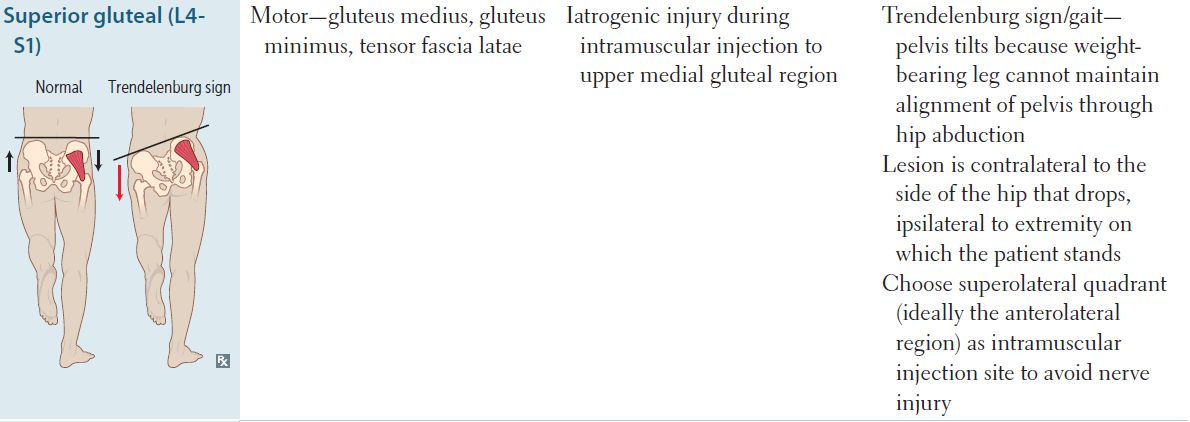 Superior gluteal (L4-
S1)
Normal
Trendelenburg sign
Rx
Motor—gluteus medius, gluteus
minimus, tensor fascia latae
Iatrogenic injury during
intramuscular injection to
upper medial gluteal region
Trendelenburg sign/gait—
pelvis tilts because weight-
bearing leg cannot maintain
alignment of pelvis through
hip abduction
Lesion is contralateral to the
side of the hip that drops,
ipsilateral to extremity on
which the patient stands
Choose superolateral quadrant
(ideally the anterolateral
region) as intramuscular
injection site to avoid nerve
injury